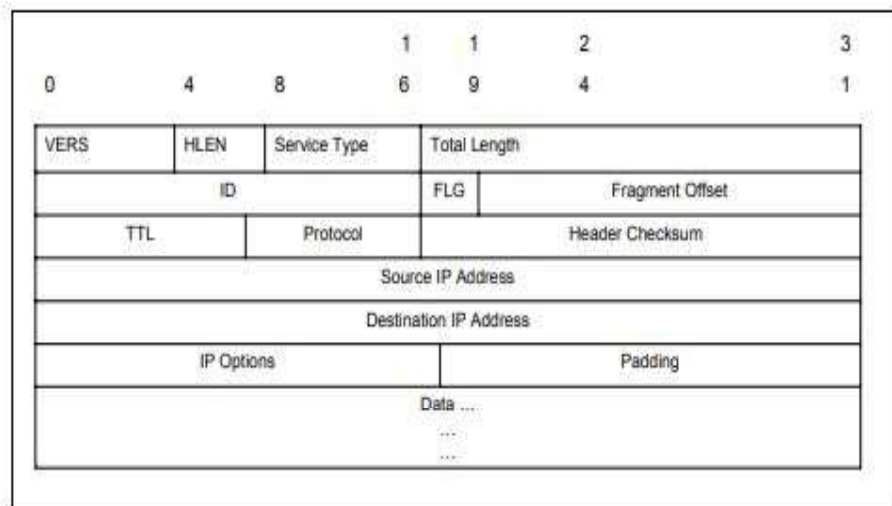 1 1 2 3
0 4 8 6 9 4 1
VERS HLEN Service Type Total Length
ID FLG Fragment Offset
TTL Protocol Header Checksum
Source IP Address
Destination IP Address
IP Options Padding
Data ...
...
...